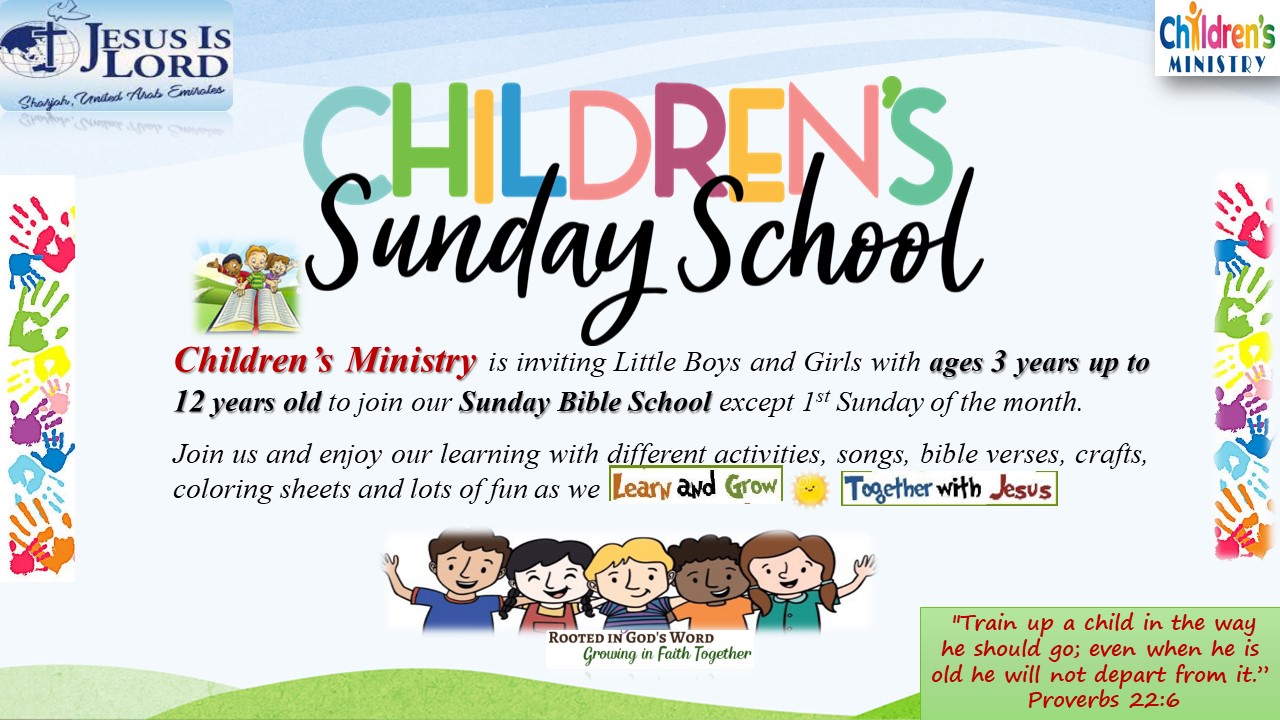 JESUS IS
LORD
Sharjah, United Arab Emirates
Children's
MINISTRY
CHILDREN'S
Sunday School
Children’s Ministry is inviting Little Boys and Girls with ages 3 years up to
12 years old to join our Sunday Bible School except 1st Sunday of the month.
Join us and enjoy our learning with different activities, songs, bible verses, crafts,
coloring sheets and lots of fun as we Learn and Grow Together with Jesus
ROOTED IN GOD'S WORD
Growing in Faith Together
"Train up a child in the way
he should go; even when he is
old he will not depart from it.”
Proverbs 22:6